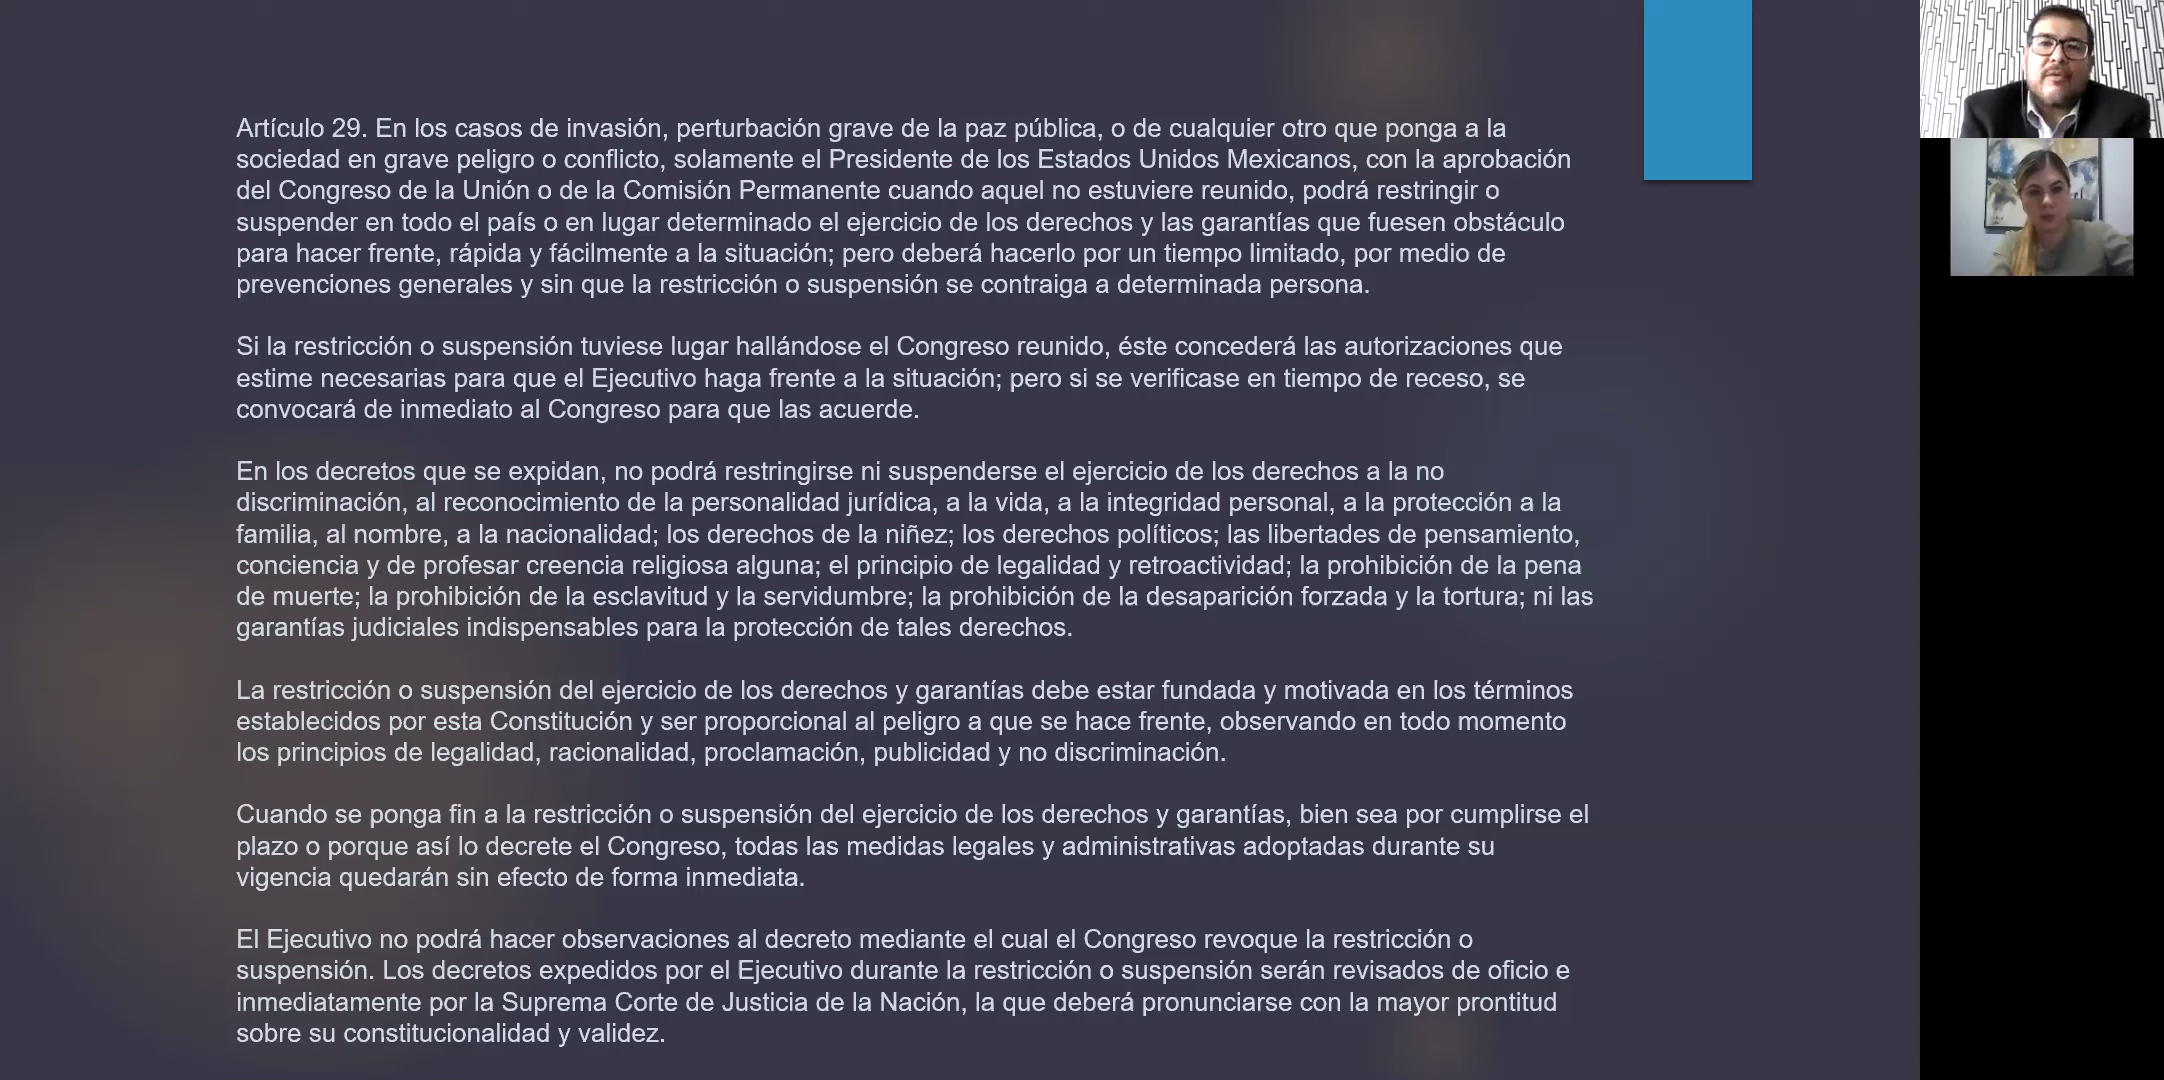 Artículo 29. En los casos de invasión, perturbación grave de la paz pública, o de cualquier otro que ponga a la
sociedad en grave peligro o conflicto, solamente el Presidente de los Estados Unidos Mexicanos, con la aprobación
del Congreso de la Unión o de la Comisión Permanente cuando aquel no estuviere reunido, podrá restringir o
suspender en todo el país o en lugar determinado el ejercicio de los derechos y las garantías que fuesen obstáculo
para hacer frente, rápida y fácilmente a la situación; pero deberá hacerlo por un tiempo limitado, por medio de
prevenciones generales y sin que la restricción o suspensión se contraiga a determinada persona.
Si la restricción o suspensión tuviese lugar hallándose el Congreso reunido, éste concederá las autorizaciones que
estime necesarias para que el Ejecutivo haga frente a la situación; pero si se verificase en tiempo de receso, se
convocará de inmediato al Congreso para que las acuerde.
En los decretos que se expidan, no podrá restringirse ni suspenderse el ejercicio de los derechos a la no
discriminación, al reconocimiento de la personalidad jurídica, a la vida, a la integridad personal, a la protección a la
familia, al nombre, a la nacionalidad; los derechos de la niñez; los derechos políticos; las libertades de pensamiento,
conciencia y de profesar creencia religiosa alguna; el principio de legalidad y retroactividad; la prohibición de la pena
de muerte; la prohibición de la esclavitud y la servidumbre; la prohibición de la desaparición forzada y la tortura; ni las
garantías judiciales indispensables para la protección de tales derechos.
La restricción o suspensión del ejercicio de los derechos y garantías debe estar fundada y motivada en los términos
establecidos por esta Constitución y ser proporcional al peligro a que se hace frente, observando en todo momento
los principios de legalidad, racionalidad, proclamación, publicidad y no discriminación.
Cuando se ponga fin a la restricción o suspensión del ejercicio de los derechos y garantías, bien sea por cumplirse el
plazo o porque así lo decrete el Congreso, todas las medidas legales y administrativas adoptadas durante su
vigencia quedarán sin efecto de forma inmediata.
El Ejecutivo no podrá hacer observaciones al decreto mediante el cual el Congreso revoque la restricción o
suspensión. Los decretos expedidos por el Ejecutivo durante la restricción o suspensión serán revisados de oficio e
inmediatamente por la Suprema Corte de Justicia de la Nación, la que deberá pronunciarse con la mayor prontitud
sobre su constitucionalidad y validez.